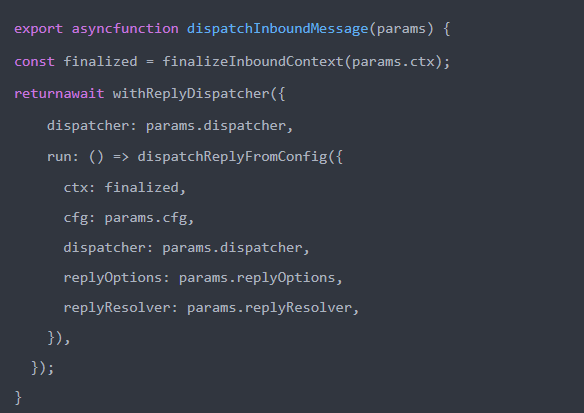 export asyncfunction dispatchInboundMessage(params) {
const finalized = finalizeInboundContext(params.ctx);
returnawait withReplyDispatcher({
    dispatcher: params.dispatcher,
    run: () => dispatchReplyFromConfig({
      ctx: finalized,
      cfg: params.cfg,
      dispatcher: params.dispatcher,
      replyOptions: params.replyOptions,
      replyResolver: params.replyResolver,
    }),
  });
}